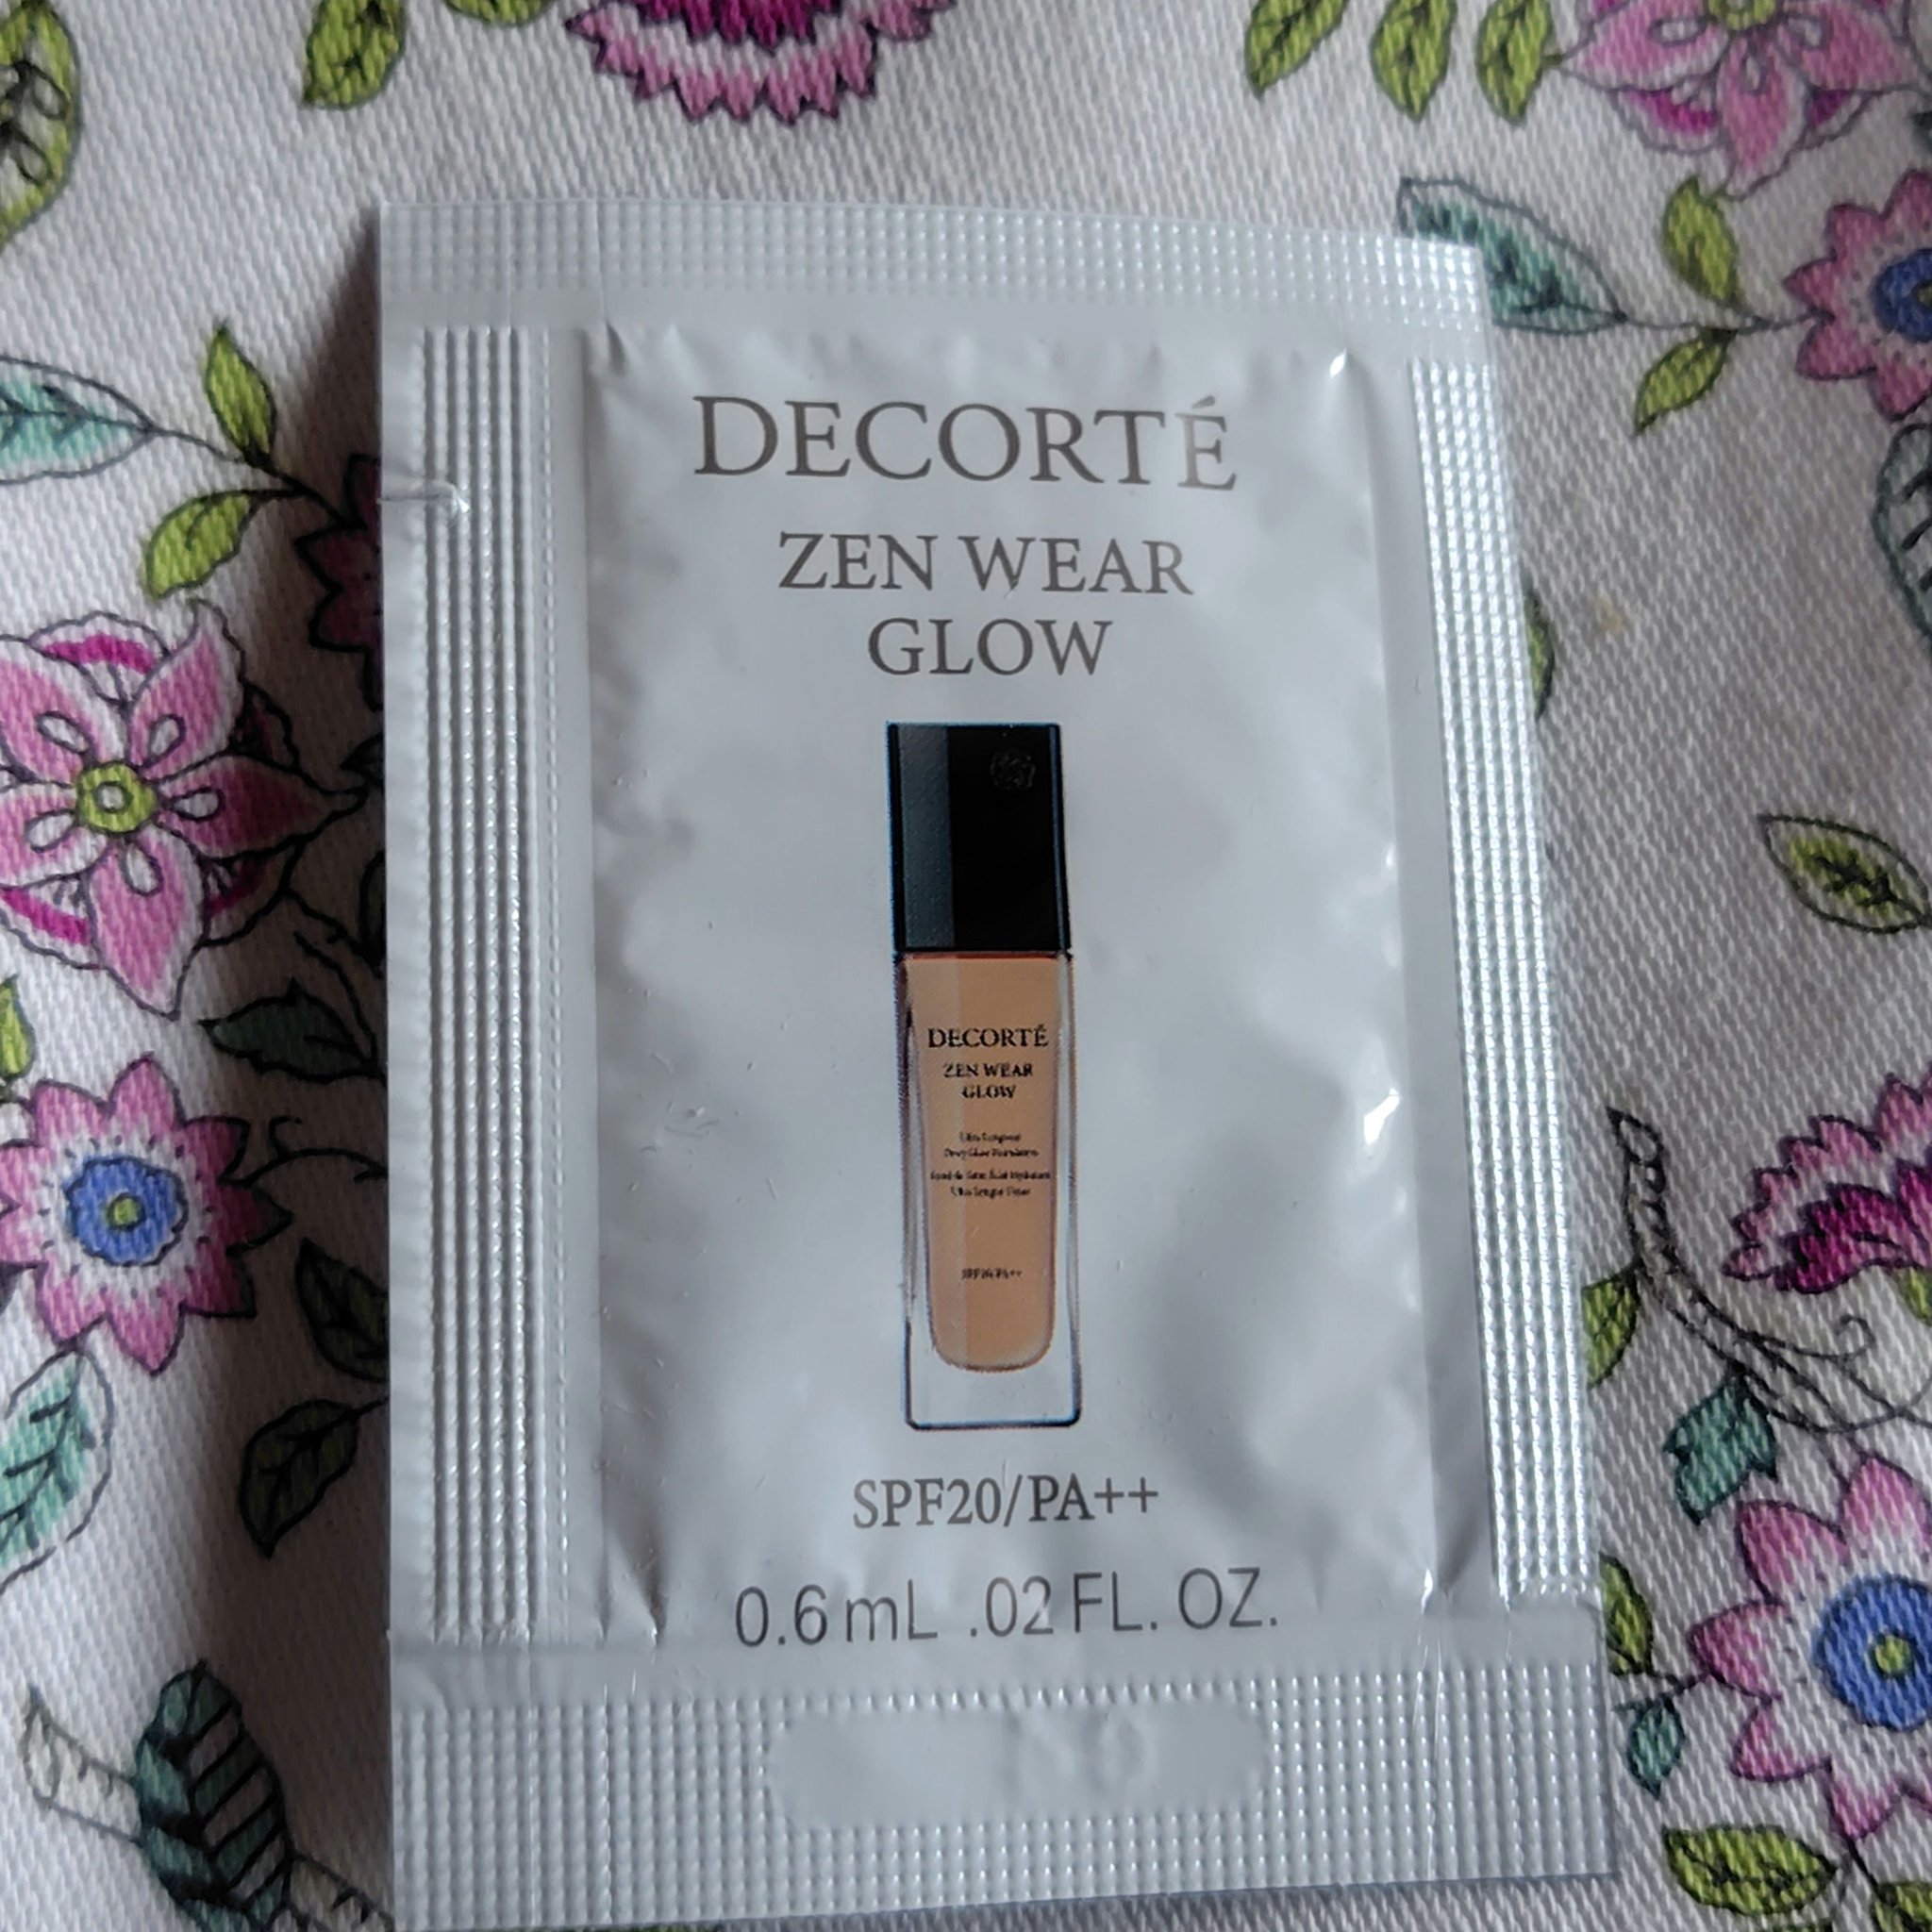 DECORTÉ
ZEN WEAR
GLOW
DECORTÉ
ZEN WEAR
GLOW
SPF20/PA++
0.6 mL .02 FL. OZ.